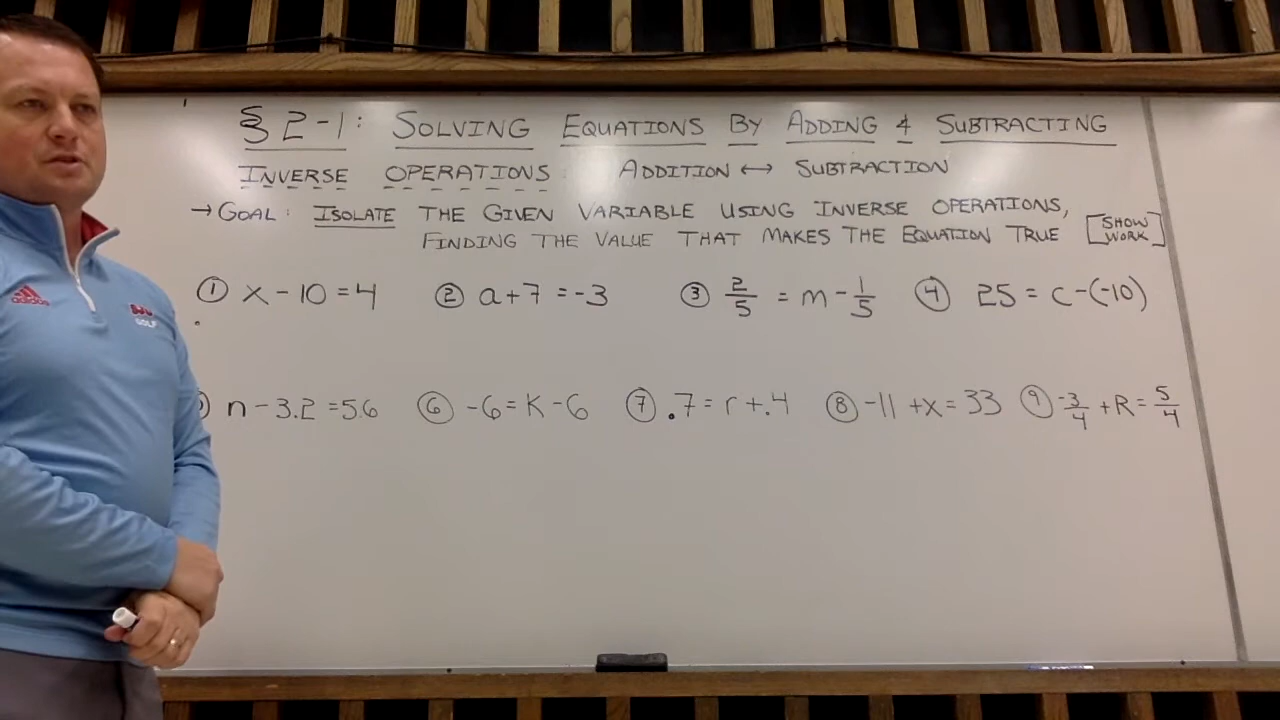 § 2-1: SOLVING EQUATIONS BY ADDING & SUBTRACTING
INVERSE OPERATIONS: ADDITION ↔ SUBTRACTION
→ GOAL: ISOLATE THE GIVEN VARIABLE USING INVERSE OPERATIONS,
FINDING THE VALUE THAT MAKES THE EQUATION TRUE [SHOW WORK]
① x - 10 = 4 ② a + 7 = -3 ③ 2/5 = m - 1/5 ④ 25 = c - (-10)
n - 3.2 = 5.6 ⑥ -6 = K - 6 ⑦ .7 = r + .4 ⑧ -11 + x = 33 ⑨ -3/4 + R = 5/4
adidas
GOLF